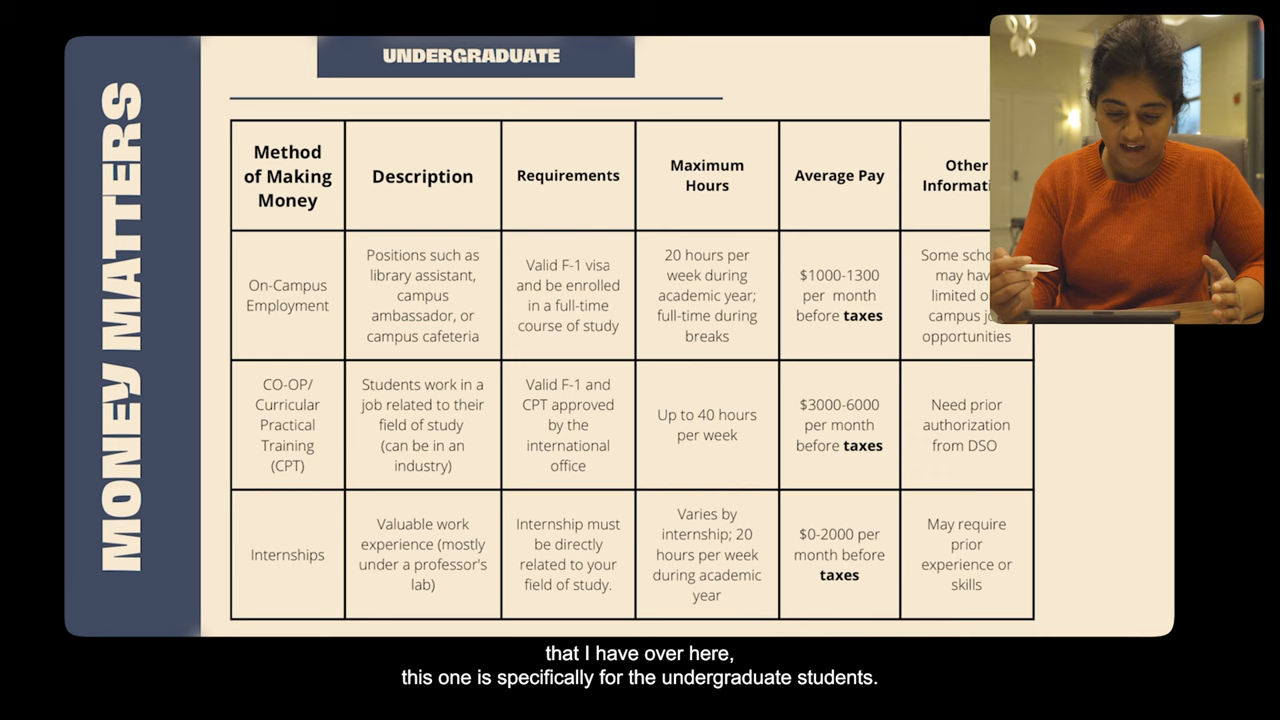 UNDERGRADUATE
MONEY MATTERS
Method
of Making
Money
Description
Requirements
Maximum
Hours
Average Pay
Other
On-Campus
Employment
Positions such as
library assistant,
campus
ambassador, or
campus cafeteria
Valid F-1 visa
and be enrolled
in a full-time
course of study
20 hours per
week during
academic year;
full-time during
breaks
$1000-1300
per month
before taxes
Some
may
limited
campus
opportunities
CO-OP/
Curricular
Practical
Training
(CPT)
Students work in a
job related to their
field of study
(can be in an
industry)
Valid F-1 and
CPT approved
by the
international
office
Up to 40 hours
per week
$3000-6000
per month
before taxes
Need prior
authorization
from DSO
Internships
Valuable work
experience (mostly
under a professor's
lab)
Internship must
be directly
related to your
field of study.
Varies by
internship; 20
hours per week
during academic
year
$0-2000 per
month before
taxes
May require
prior
experience or
skills
that I have over here,
this one is specifically for the undergraduate students.